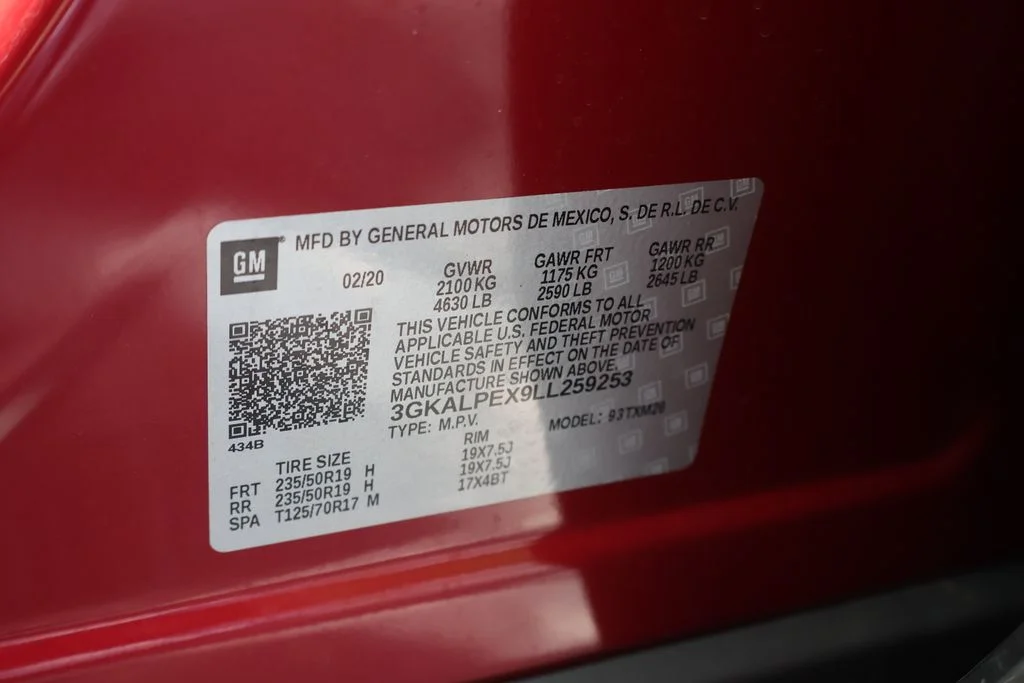 GM® MFD BY GENERAL MOTORS DE MEXICO, S. DE R.L. DE C.V.
02/20 GVWR GAWR FRT GAWR RR
2100 KG 1175 KG 1200 KG
4630 LB 2590 LB 2645 LB
THIS VEHICLE CONFORMS TO ALL
APPLICABLE U.S. FEDERAL MOTOR
VEHICLE SAFETY AND THEFT PREVENTION
STANDARDS IN EFFECT ON THE DATE OF
MANUFACTURE SHOWN ABOVE.
3GKALPEX9LL259253
TYPE: M.P.V. MODEL: 93TXM26
434B
TIRE SIZE RIM
FRT 235/50R19 H 19X7.5J
RR 235/50R19 H 19X7.5J
SPA T125/70R17 M 17X4BT